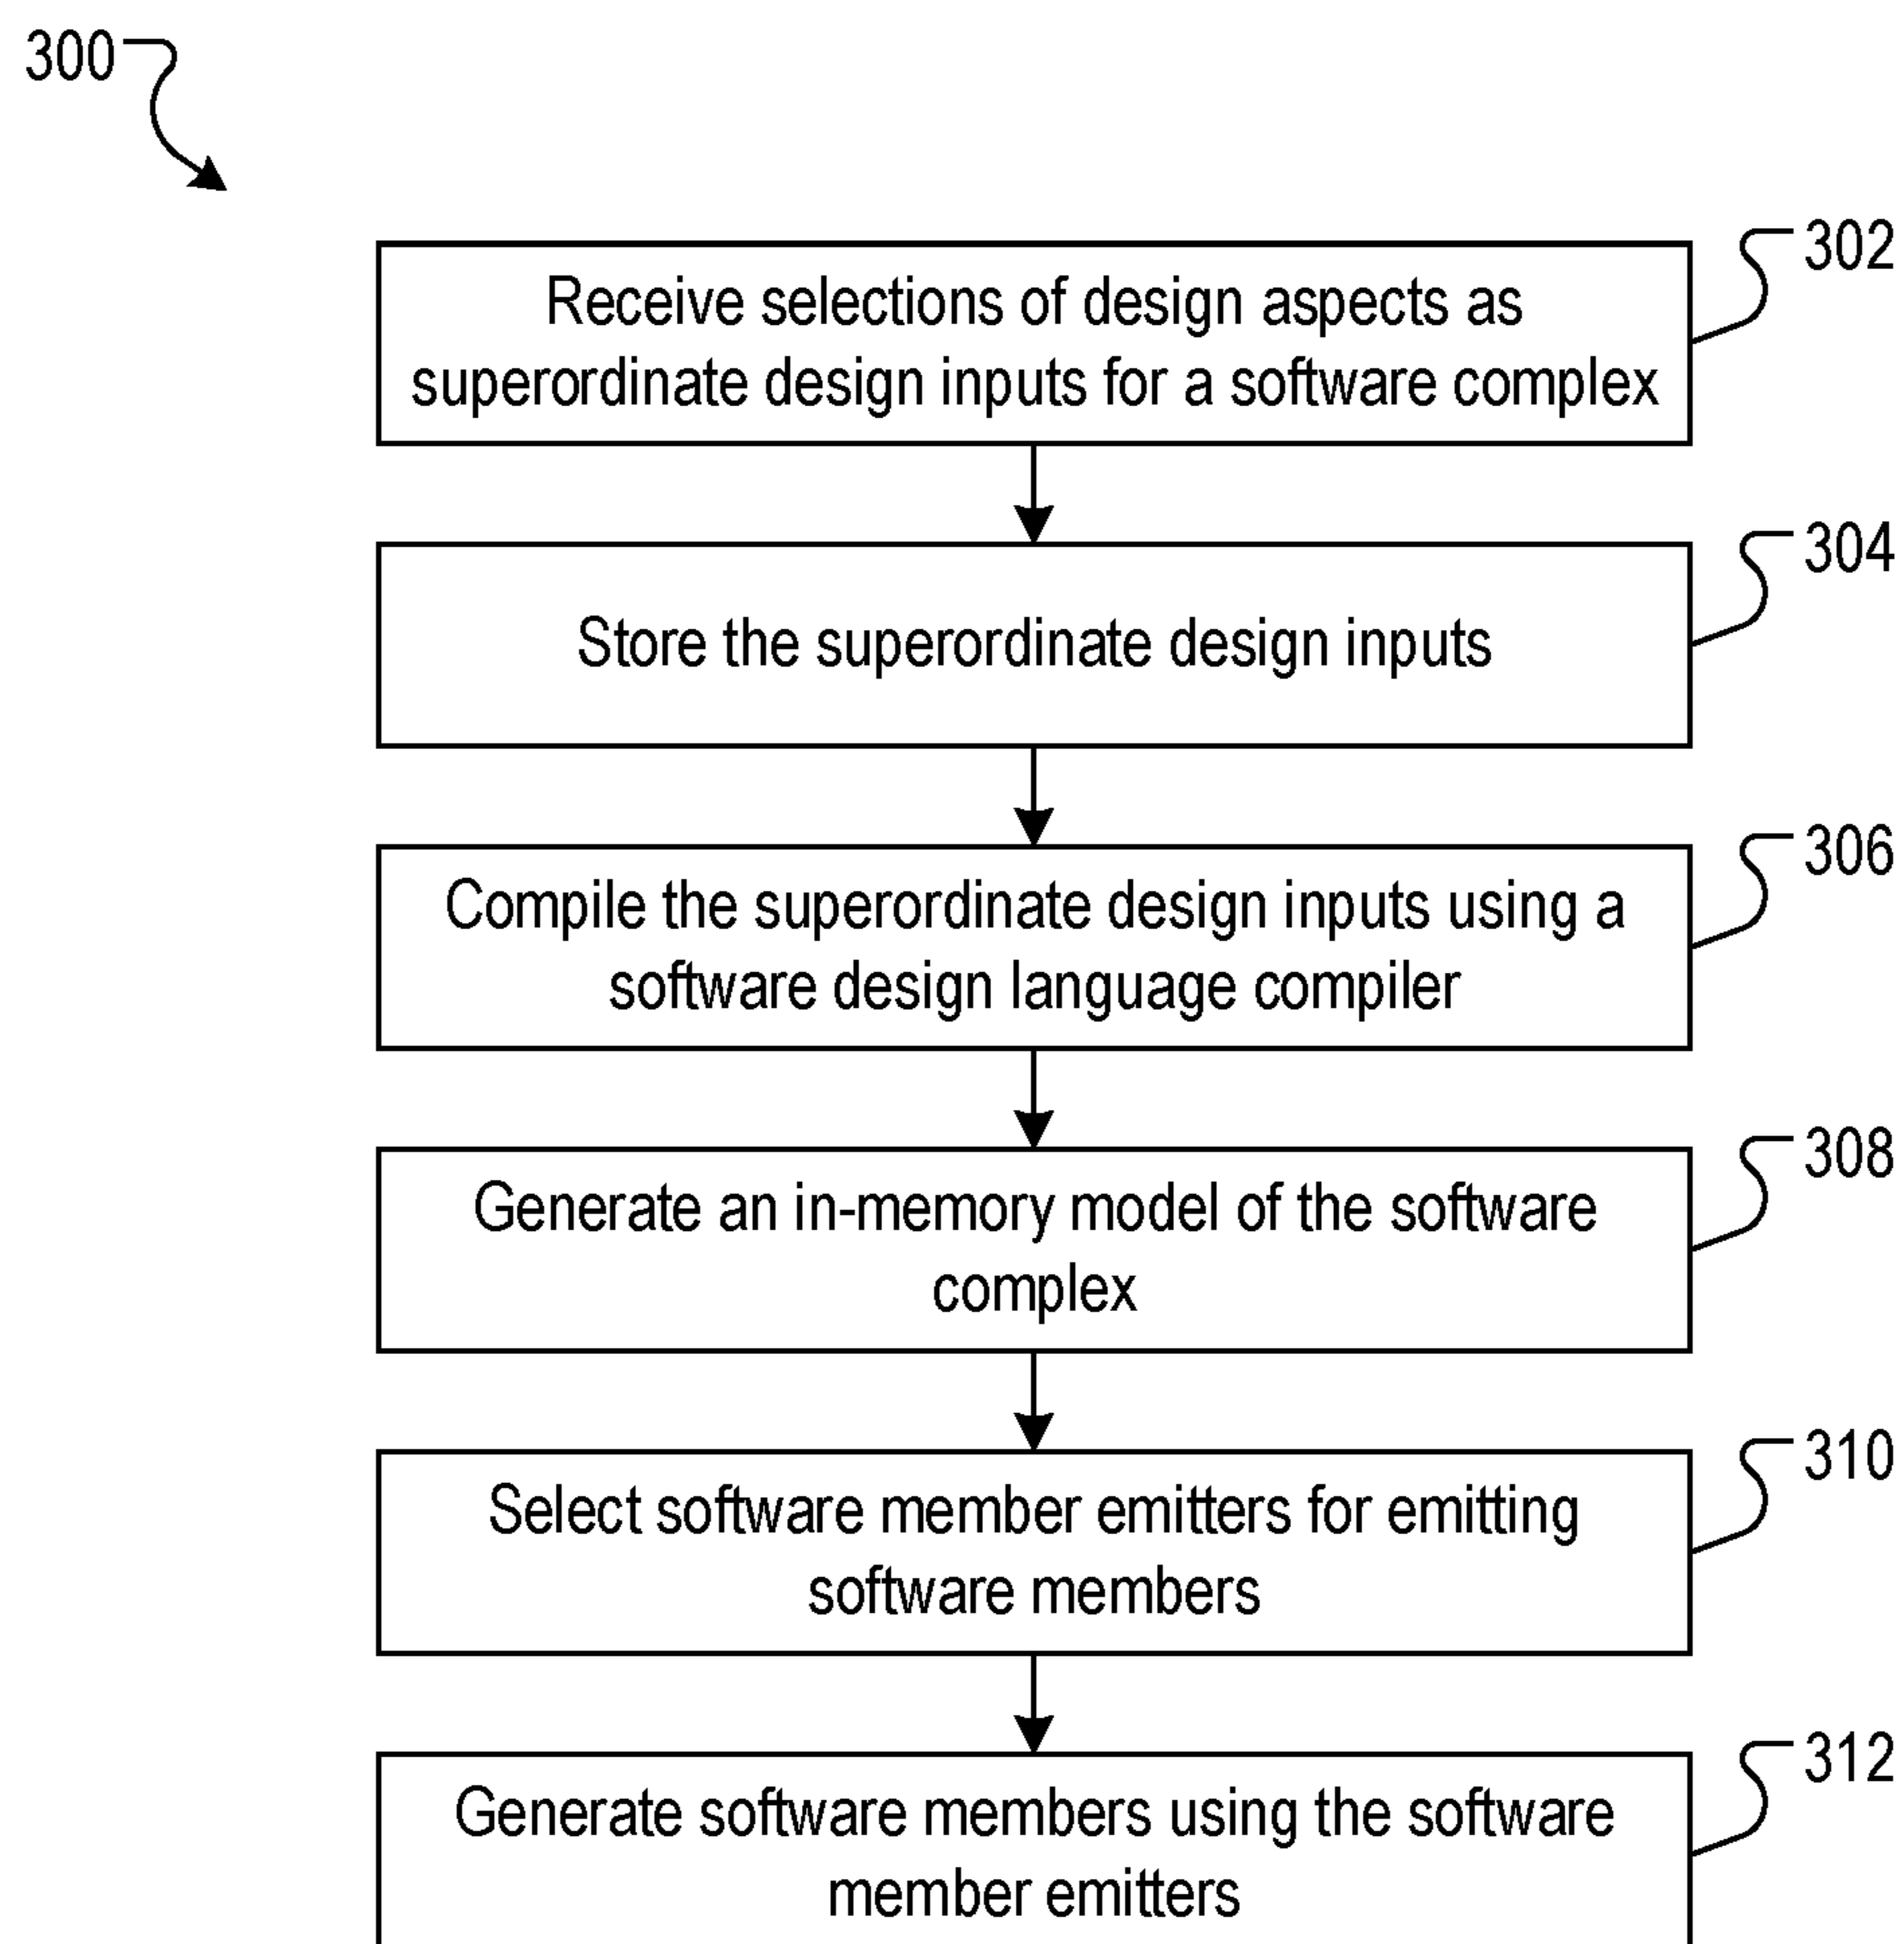 300
302
Receive selections of design aspects as
superordinate design inputs for a software complex
304
Store the superordinate design inputs
306
Compile the superordinate design inputs using a
software design language compiler
308
Generate an in-memory model of the software
complex
310
Select software member emitters for emitting
software members
312
Generate software members using the software
member emitters